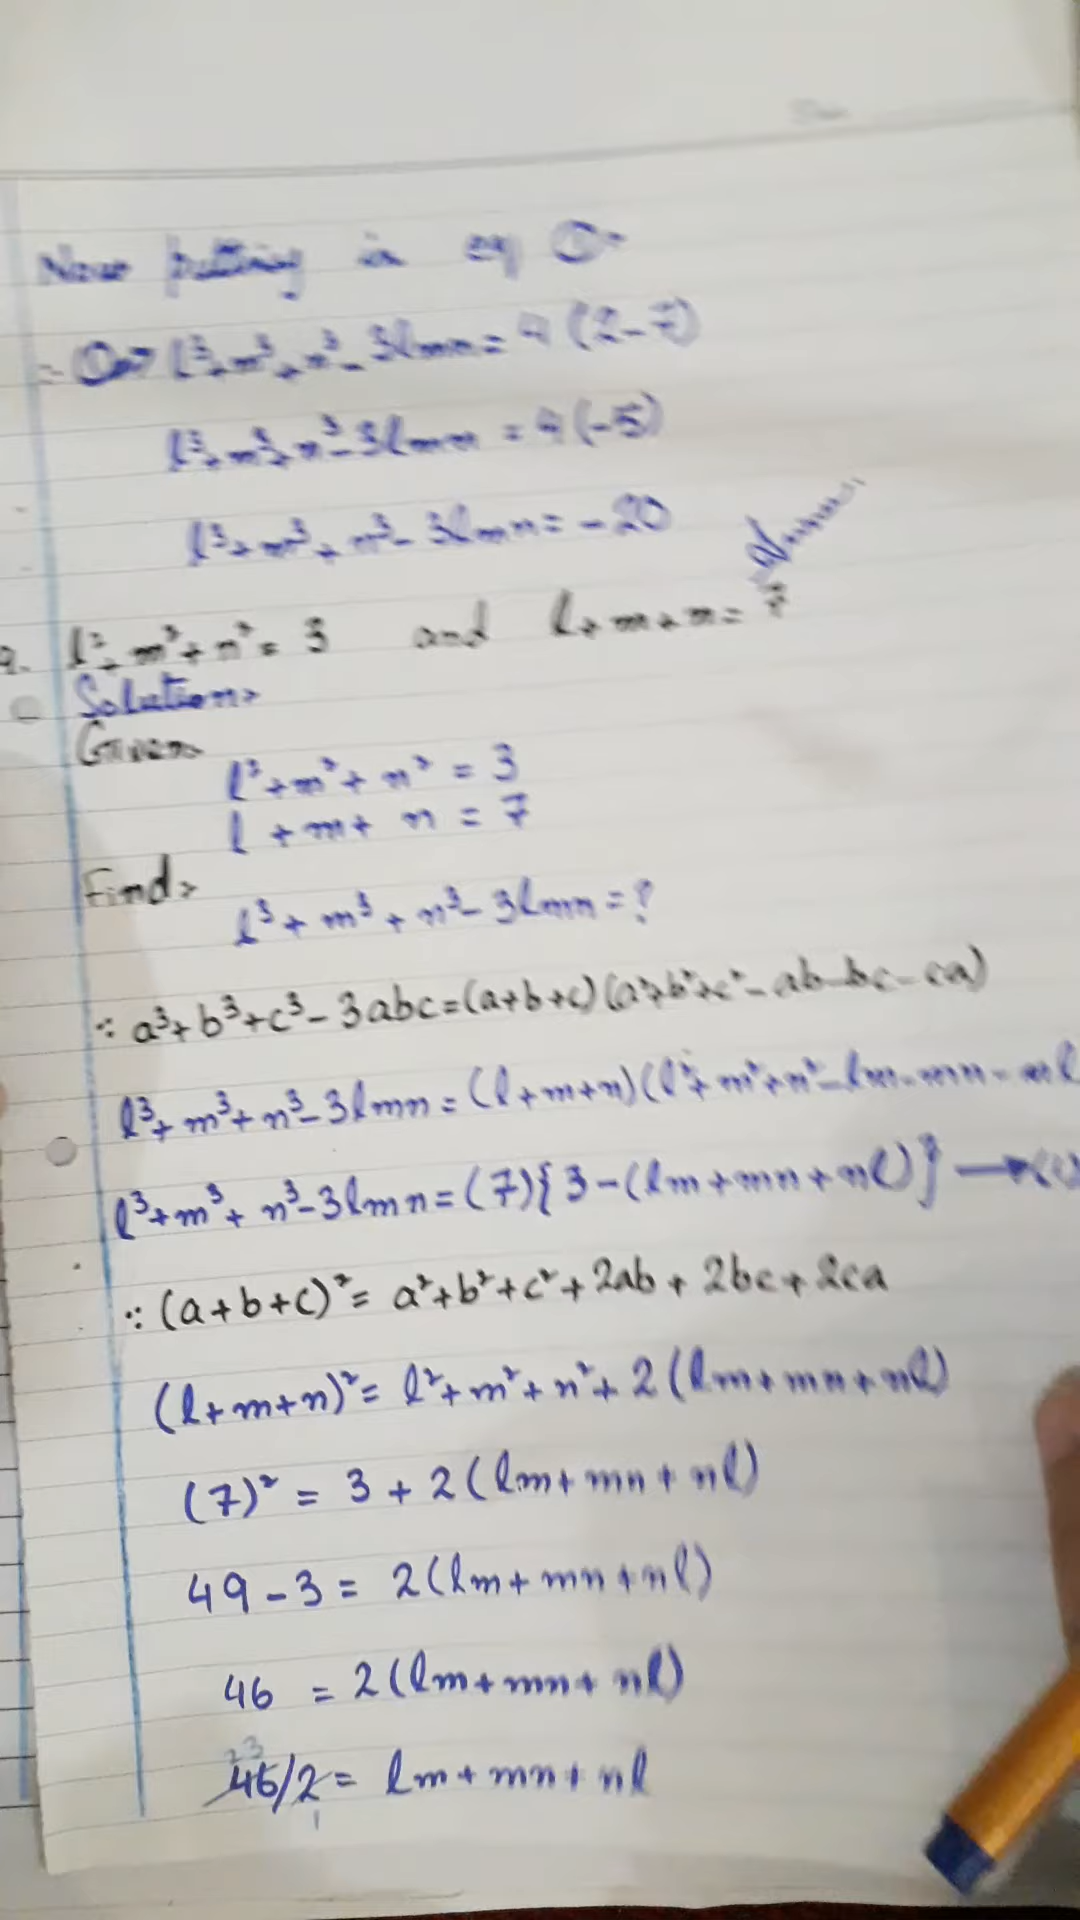 Now putting in eq ①
= ①⇒ l³+m³+n³-3lmn = 4(2-7)
l³+m³+n³-3lmn = 4(-5)
l³+m³+n³-3lmn = -20
9. l²+m²+n² = 3 and l+m+n = 7
Solution>
Given>
l²+m²+n² = 3
l+m+n = 7
Find>
l³+m³+n³-3lmn = ?
∵ a³+b³+c³-3abc=(a+b+c)(a²+b²+c²-ab-bc-ca)
l³+m³+n³-3lmn = (l+m+n)(l²+m²+n²-lm-mn-nl
l³+m³+n³-3lmn = (7){3-(lm+mn+nl)} →(1)
∵ (a+b+c)² = a²+b²+c²+2ab+2bc+2ca
(l+m+n)² = l²+m²+n²+2(lm+mn+nl)
(7)² = 3+2(lm+mn+nl)
49-3 = 2(lm+mn+nl)
46 = 2(lm+mn+nl)
23
46/2 = lm+mn+nl
1